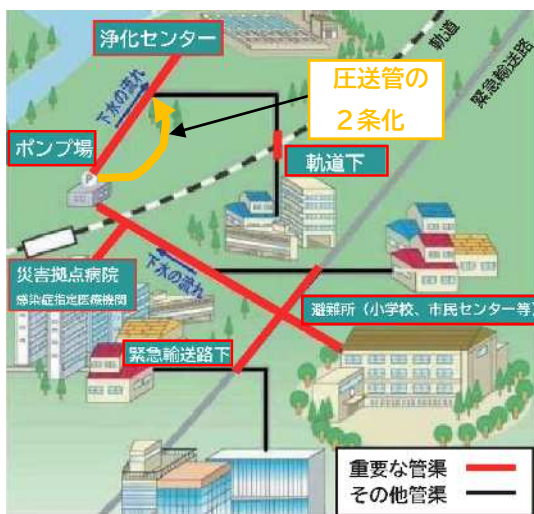 浄化センター
軌道
緊急輸送路
下水の流れ
圧送管の
2条化
ポンプ場
P
軌道下
災害拠点病院
感染症指定医療機関
下水の流れ
避難所（小学校、市民センター等）
緊急輸送路下
重要な管渠
その他管渠